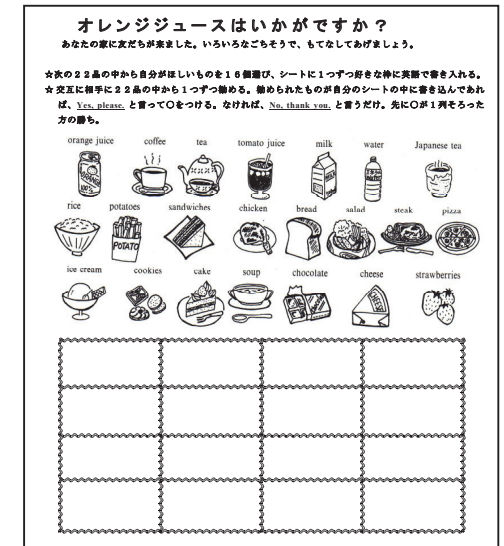 オレンジジュースはいかがですか？
あなたの家に友だちが来ました。いろいろなごちそうで、もてなしてあげましょう。
☆次の２２品の中から自分がほしいものを１６個選び、シートに１つずつ好きな枠に英語で書き入れる。
☆交互に相手に２２品の中から１つずつ勧める。勧められたものが自分のシートの中に書き込んであれ
ば、Yes, please. と言って○をつける。なければ、No, thank you. と言うだけ。先に○が１列そろった
方の勝ち。
orange juice coffee tea tomato juice milk water Japanese tea
ORANGE
100%
rice potatoes sandwiches chicken bread salad steak pizza
POTATO
ice cream cookies cake soup chocolate cheese strawberries
CHEESE